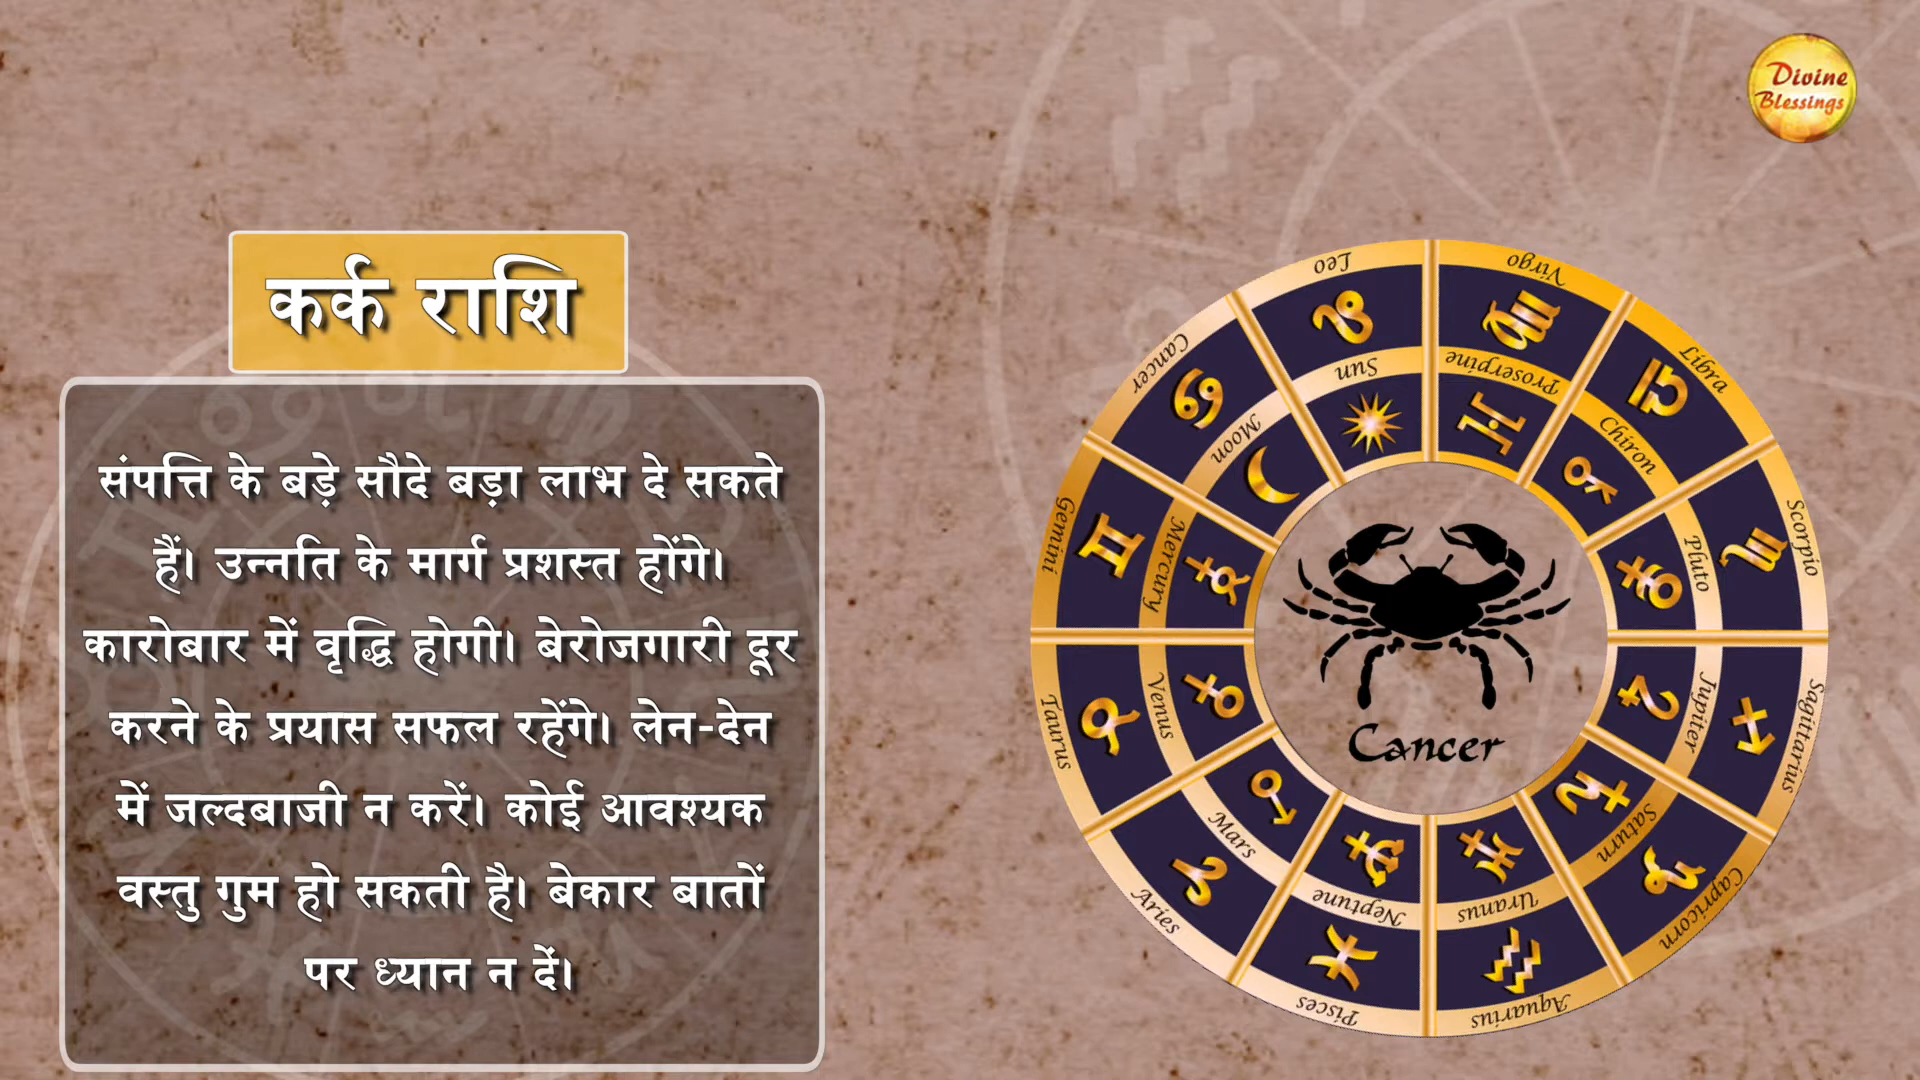 Divine
Blessings
कर्क राशि
संपत्ति के बड़े सौदे बड़ा लाभ दे सकते
हैं। उन्नति के मार्ग प्रशस्त होंगे।
कारोबार में वृद्धि होगी। बेरोजगारी दूर
करने के प्रयास सफल रहेंगे। लेन-देन
में जल्दबाजी न करें। कोई आवश्यक
वस्तु गुम हो सकती है। बेकार बातों
पर ध्यान न दें।
Leo
Virgo
Libra
Scorpio
Sagittarius
Capricorn
Aquarius
Pisces
Aries
Taurus
Gemini
Cancer
Sun
Proserpine
Chiron
Pluto
Jupiter
Saturn
Uranus
Neptune
Mars
Venus
Mercury
Moon
Cancer